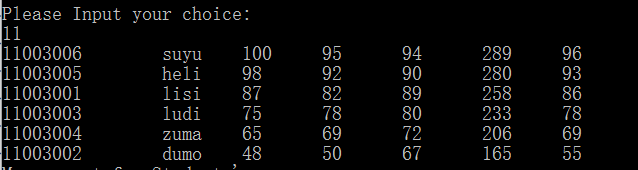 Please Input your choice:
11
11003006 suyu 100 95 94 289 96
11003005 heli 98 92 90 280 93
11003001 lisi 87 82 89 258 86
11003003 ludi 75 78 80 233 78
11003004 zuma 65 69 72 206 69
11003002 dumo 48 50 67 165 55